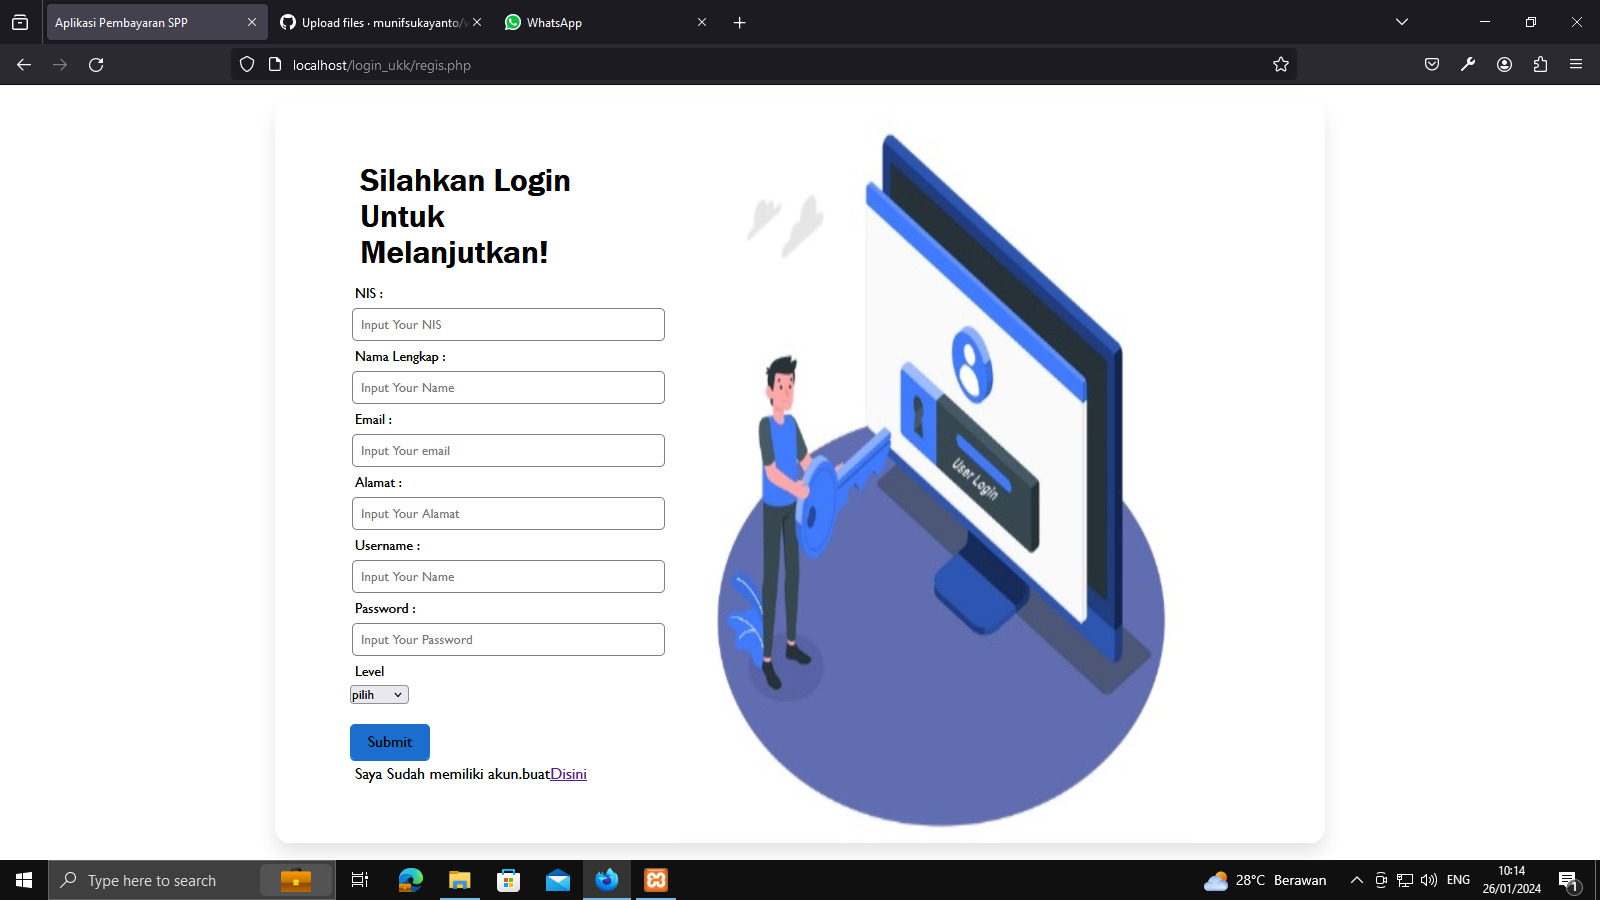 Aplikasi Pembayaran SPP
Upload files · munifsukayanto/
WhatsApp
localhost/login_ukk/regis.php
Silahkan Login
Untuk
Melanjutkan!
NIS :
Input Your NIS
Nama Lengkap :
Input Your Name
Email :
Input Your email
Alamat :
Input Your Alamat
Username :
Input Your Name
Password :
Input Your Password
Level
pilih
Submit
Saya Sudah memiliki akun.buatDisini
User Login
Type here to search
28°C Berawan
ENG
10:14
26/01/2024
1